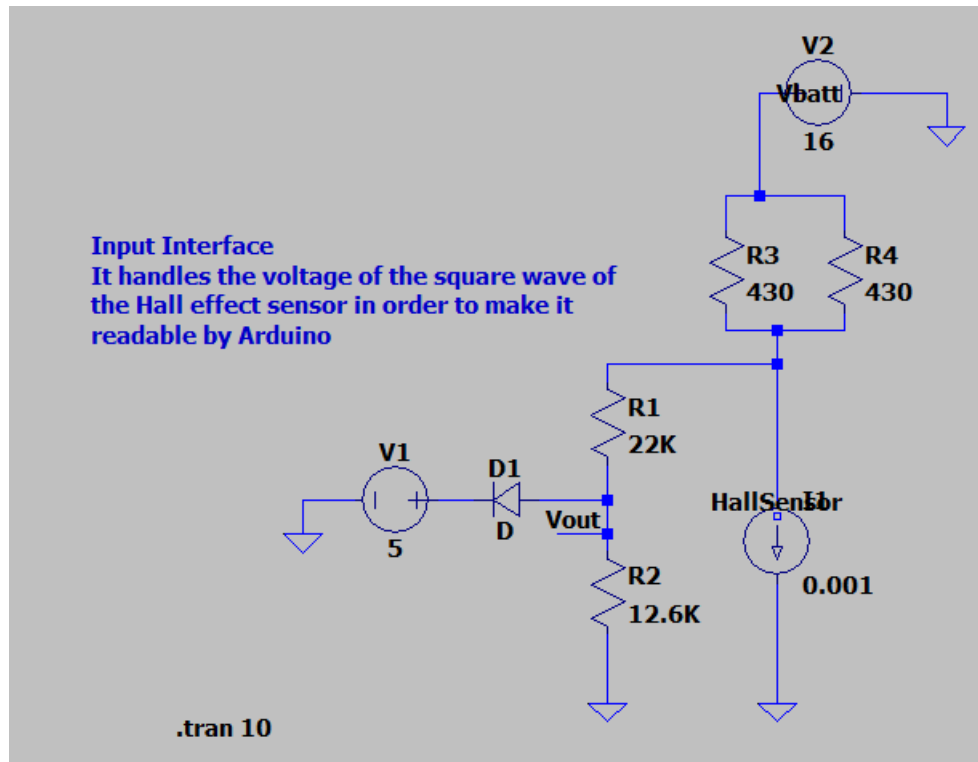 V2
Vbatt
16
Input Interface
It handles the voltage of the square wave of
the Hall effect sensor in order to make it
readable by Arduino
R3
430
R4
430
R1
22K
V1
5
D1
D
Vout
HallSensor
I1
0.001
R2
12.6K
.tran 10